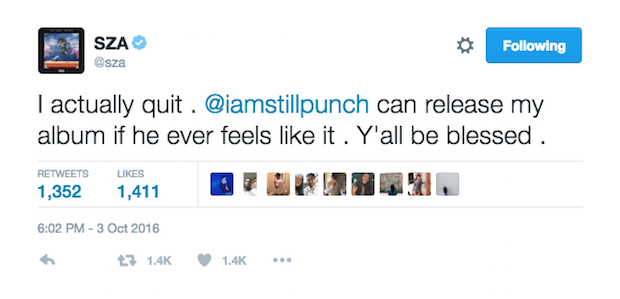 SZA
@sza
Following
I actually quit . @iamstillpunch can release my
album if he ever feels like it . Y'all be blessed .
RETWEETS LIKES
1,352 1,411
6:02 PM - 3 Oct 2016
1.4K 1.4K